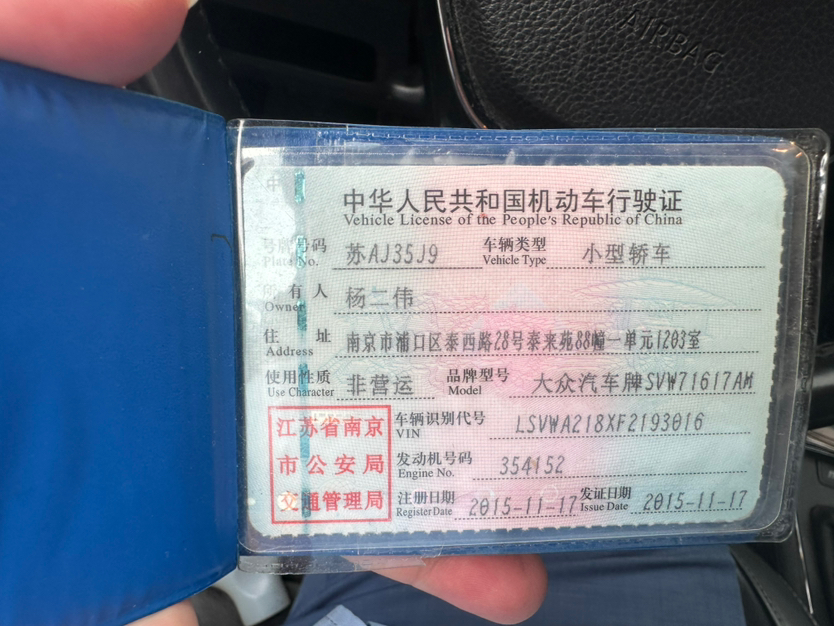 AIRBAG
中华人民共和国机动车行驶证
Vehicle License of the People's Republic of China
号牌号码 苏AJ35J9 车辆类型 小型轿车
Plate No. Vehicle Type
所有人 杨二伟
Owner
住址 南京市浦口区泰西路28号泰来苑88幢一单元1203室
Address
使用性质 非营运 品牌型号 大众汽车牌SVW71617AM
Use Character Model
江苏省南京
市公安局
交通管理局
车辆识别代号 LSVWA218XF2193016
VIN
发动机号码 354152
Engine No.
注册日期 2015-11-17 发证日期 2015-11-17
Register Date Issue Date